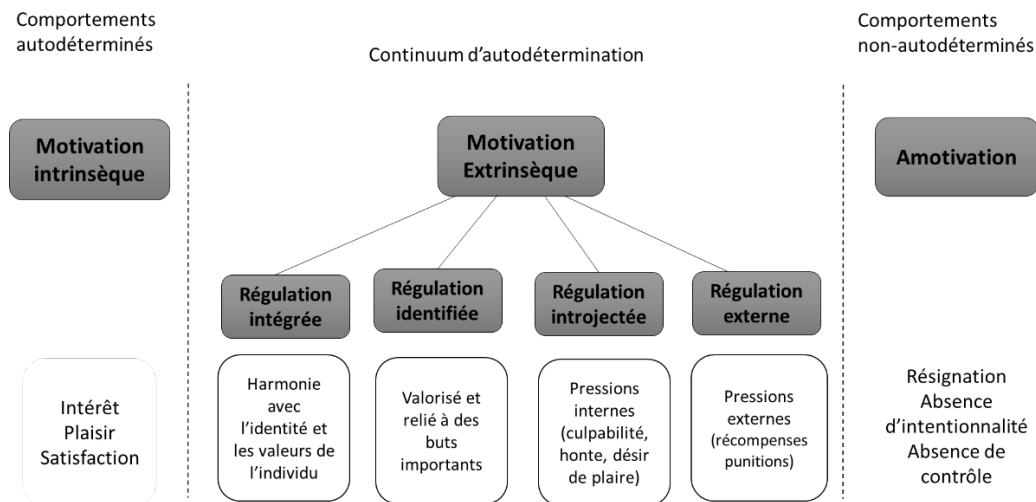 Comportements
autodéterminés
Continuum d'autodétermination
Comportements
non-autodéterminés
Motivation
intrinsèque
Motivation
Extrinsèque
Amotivation
Régulation
intégrée
Régulation
identifiée
Régulation
introjectée
Régulation
externe
Intérêt
Plaisir
Satisfaction
Harmonie
avec
l'identité et
les valeurs de
l'individu
Valorisé et
relié à des
buts
importants
Pressions
internes
(culpabilité,
honte, désir
de plaire)
Pressions
externes
(récompenses
punitions)
Résignation
Absence
d'intentionnalité
Absence de
contrôle